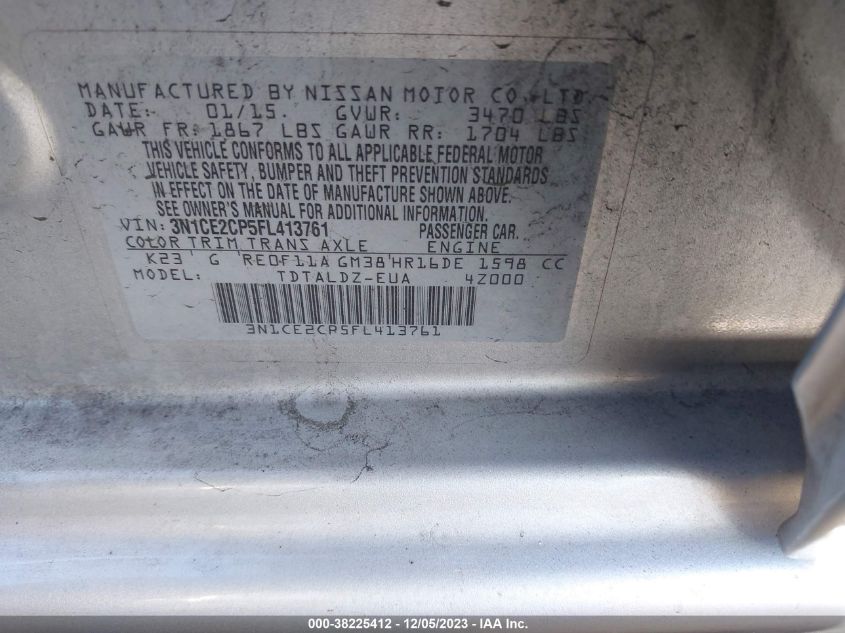 MANUFACTURED BY NISSAN MOTOR CO., LTD.
DATE: 01/15. GVWR: 3470 LBS
GAWR FR: 1867 LBS GAWR RR: 1704 LBS
THIS VEHICLE CONFORMS TO ALL APPLICABLE FEDERAL MOTOR
VEHICLE SAFETY, BUMPER AND THEFT PREVENTION STANDARDS
IN EFFECT ON THE DATE OF MANUFACTURE SHOWN ABOVE.
SEE OWNER'S MANUAL FOR ADDITIONAL INFORMATION.
VIN: 3N1CE2CP5FL413761 PASSENGER CAR.
COLOR TRIM TRANS AXLE ENGINE
K23 G RE0F11A GM38 HR16DE 1598 CC
MODEL: TDTALDZ-EUA 4Z000
3N1CE2CP5FL413761
000-38225412 - 12/05/2023 - IAA Inc.